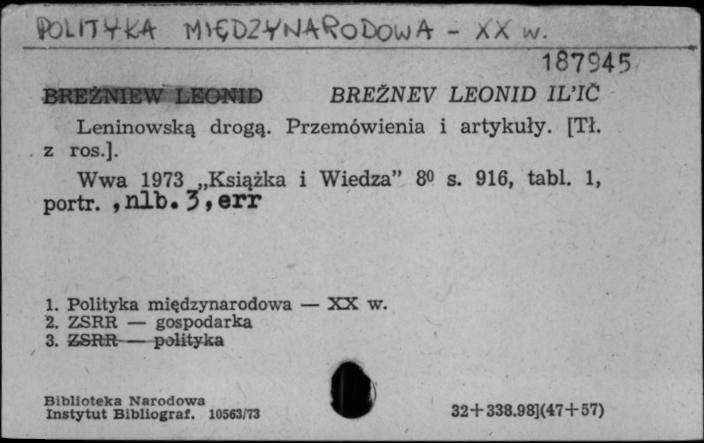 POLITYKA MIĘDZYNARODOWA - XX w.
187945
BREŻNIEW LEONID BREŽNEV LEONID IL'IČ
Leninowską drogą. Przemówienia i artykuły. [Tł.
z ros.].
Wwa 1973 „Książka i Wiedza” 8⁰ s. 916, tabl. 1,
portr. ,nlb. 3,err
1. Polityka międzynarodowa — XX w.
2. ZSRR — gospodarka
3. ZSRR — polityka
Biblioteka Narodowa
Instytut Bibliograf. 10563/73
32+338.98](47+57)